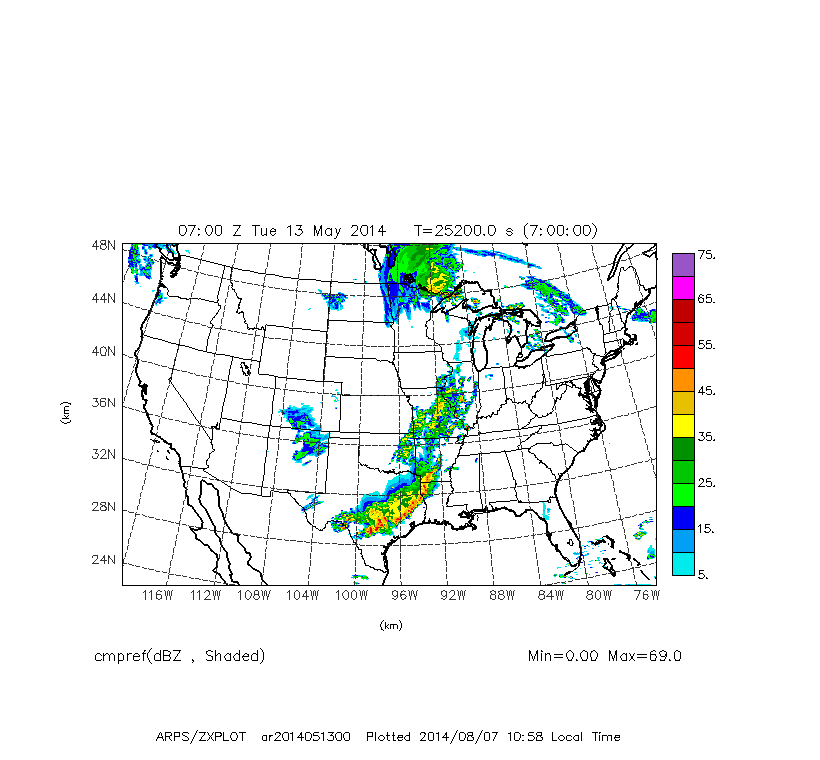 07:00 Z Tue 13 May 2014 T=25200.0 s (7:00:00)
48N
44N
40N
36N
32N
28N
24N
(km)
75.
65.
55.
45.
35.
25.
15.
5.
116W 112W 108W 104W 100W 96W 92W 88W 84W 80W 76W
(km)
cmpref(dBZ , Shaded) Min=0.00 Max=69.0
ARPS/ZXPLOT ar2014051300 Plotted 2014/08/07 10:58 Local Time